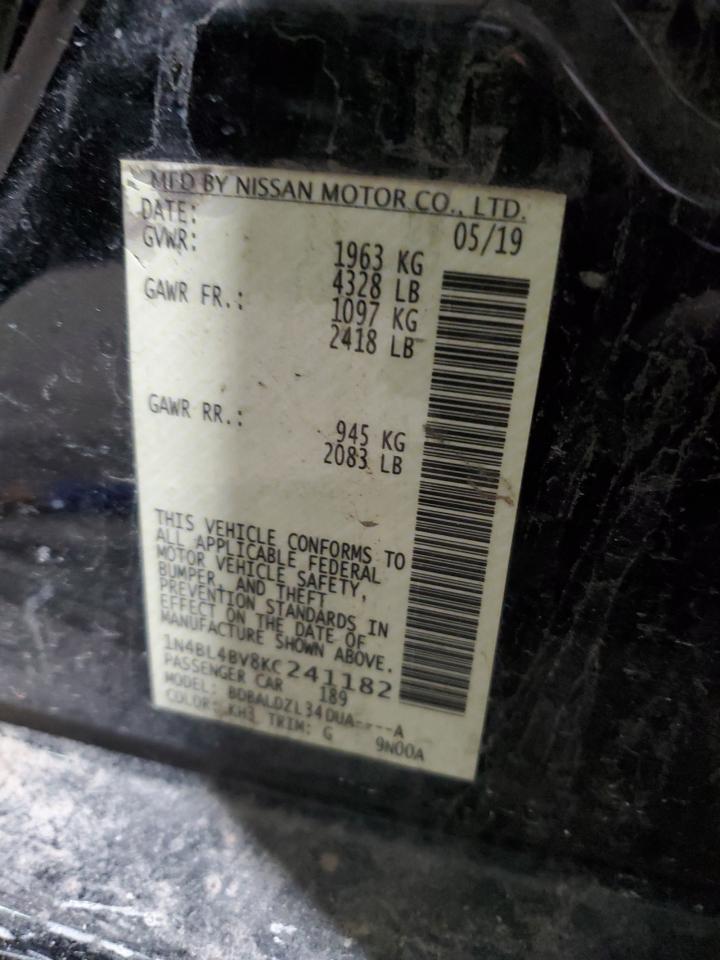 MFD BY NISSAN MOTOR CO., LTD.
DATE: 05/19
GVWR: 1963 KG
4328 LB
GAWR FR.: 1097 KG
2418 LB
GAWR RR.: 945 KG
2083 LB
THIS VEHICLE CONFORMS TO
ALL APPLICABLE FEDERAL
MOTOR VEHICLE SAFETY,
BUMPER, AND THEFT
PREVENTION STANDARDS IN
EFFECT ON THE DATE OF
MANUFACTURE SHOWN ABOVE.
1N4BL4BV8KC241182
PASSENGER CAR 189
MODEL: BDBALDZL34DUA----A
COLOR: KH3 TRIM: G 9N00A